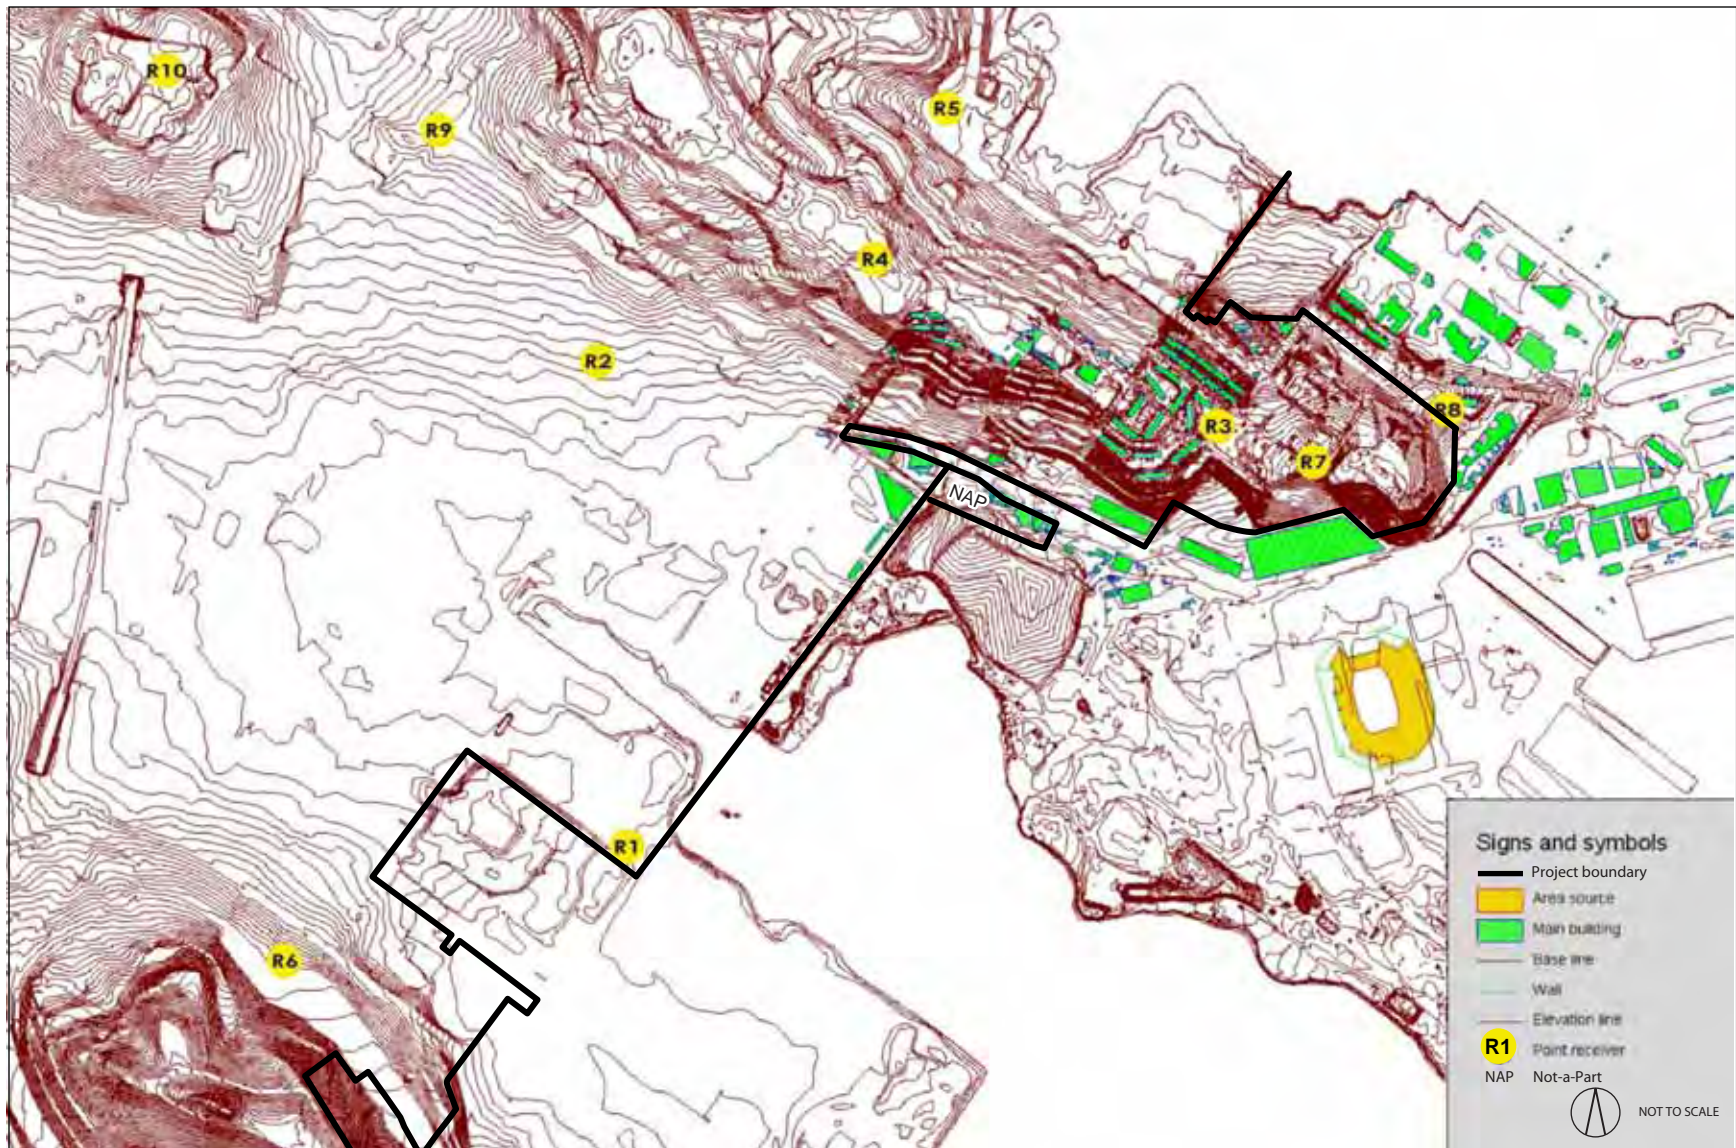 R10
R9
R5
R4
R2
R8
R3
R7
NAP
R1
R6
Signs and symbols
Project boundary
Area source
Main building
Base line
Wall
Elevation line
R1 Point receiver
NAP Not-a-Part
NOT TO SCALE